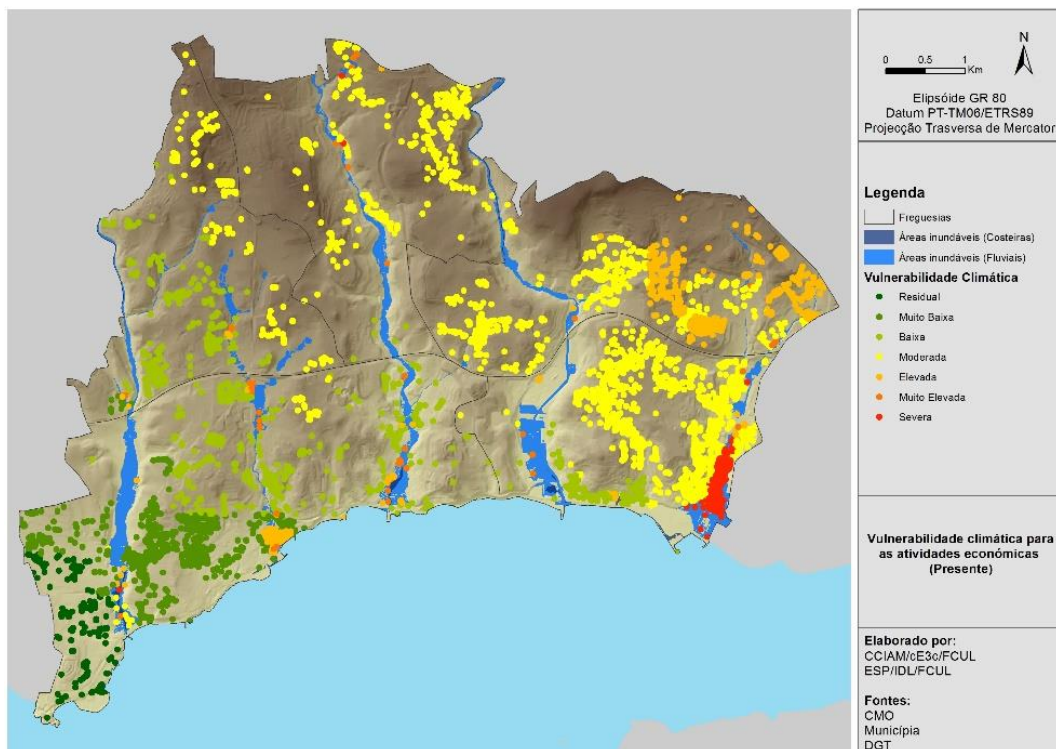 N
0 0.5 1
Km
Elipsóide GR 80
Datum PT-TM06/ETRS89
Projecção Trasversa de Mercator
Legenda
Freguesias
Áreas inundáveis (Costeiras)
Áreas inundáveis (Fluviais)
Vulnerabilidade Climática
Residual
Muito Baixa
Baixa
Moderada
Elevada
Muito Elevada
Severa
Vulnerabilidade climática para
as atividades económicas
(Presente)
Elaborado por:
CCIAM/cE3c/FCUL
ESP/IDL/FCUL
Fontes:
CMO
Municípia
DGT